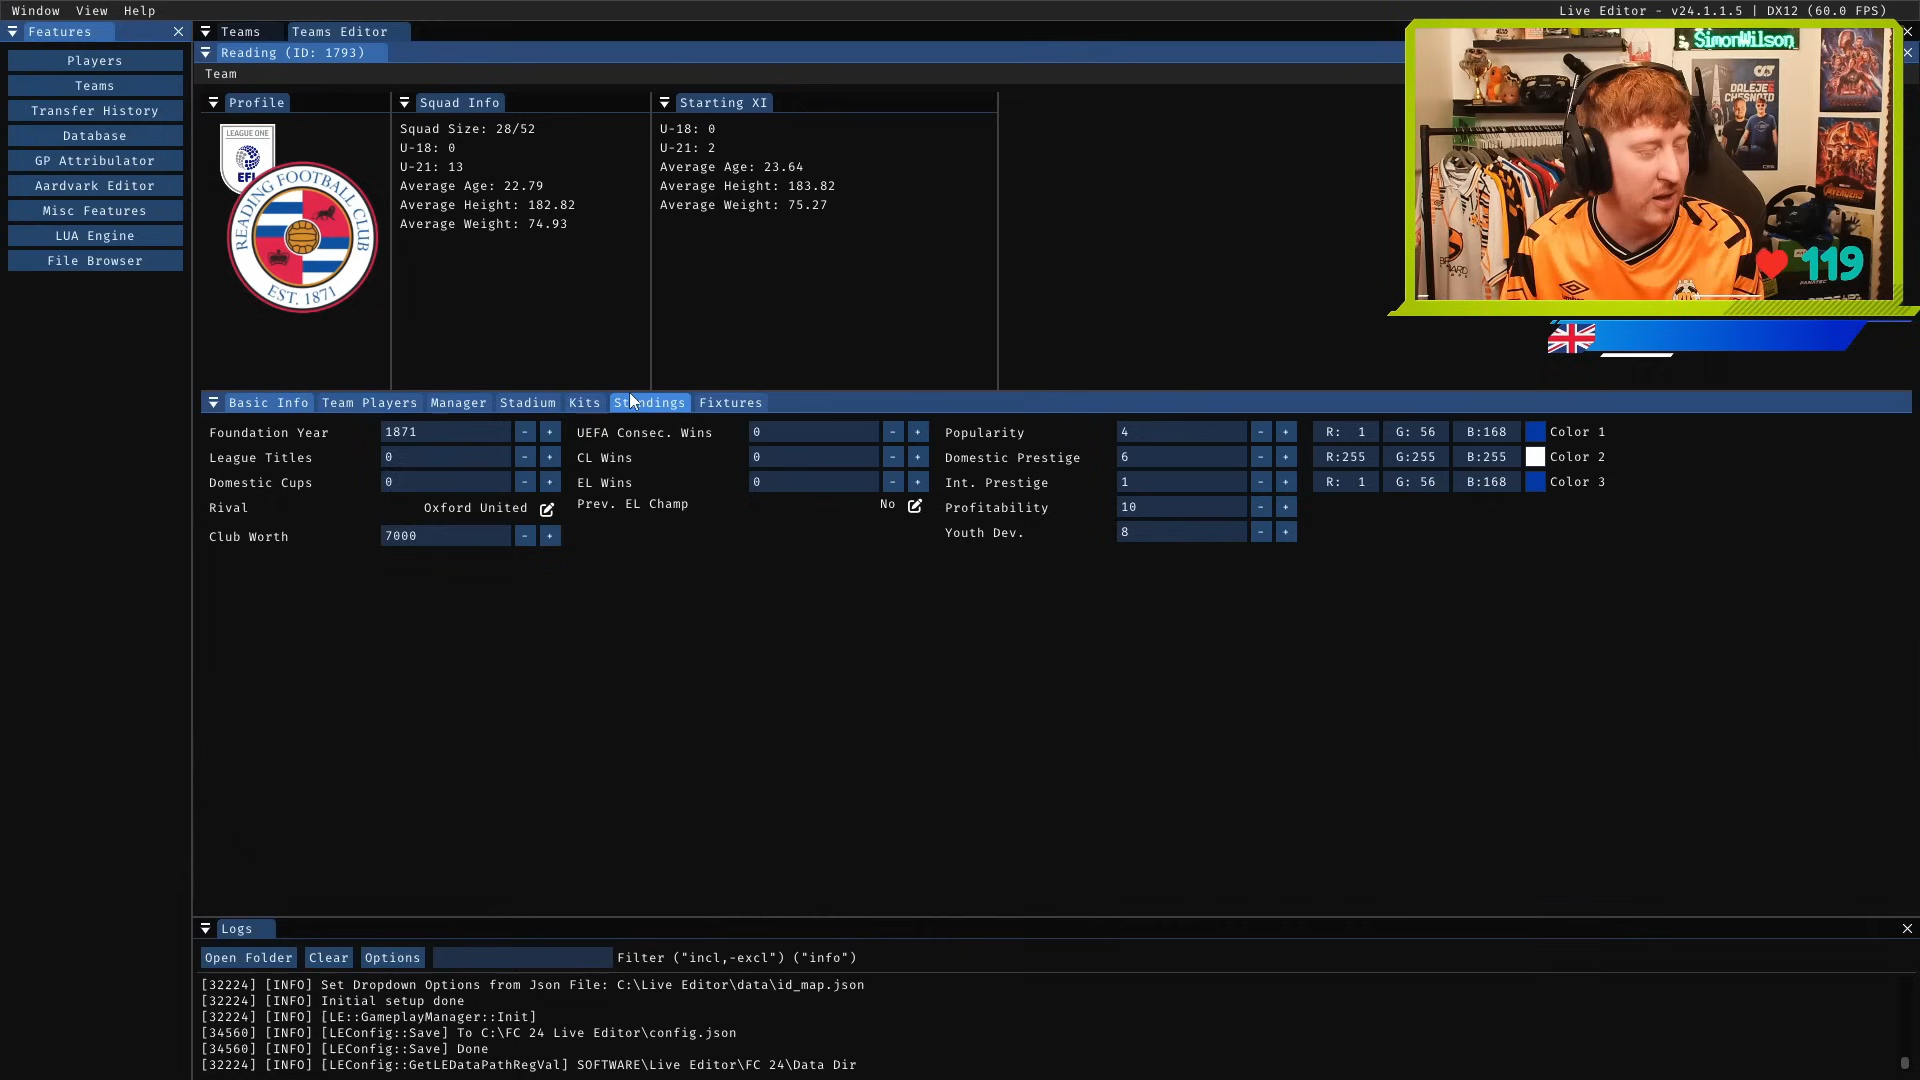 Window View Help
Live Editor - v24.1.1.5 | DX12 (60.0 FPS)
Features
Players
Teams
Transfer History
Database
GP Attribulator
Aardvark Editor
Misc Features
LUA Engine
File Browser
Teams Teams Editor
Reading (ID: 1793)
Team
Profile
LEAGUE ONE
EFL
READING FOOTBALL CLUB
EST. 1871
Squad Info
Squad Size: 28/52
U-18: 0
U-21: 13
Average Age: 22.79
Average Height: 182.82
Average Weight: 74.93
Starting XI
U-18: 0
U-21: 2
Average Age: 23.64
Average Height: 183.82
Average Weight: 75.27
SimonWilson
DALEJE&
CHESNOID
AVENGERS
119
Basic Info Team Players Manager Stadium Kits Standings Fixtures
Foundation Year 1871 - +
League Titles 0 - +
Domestic Cups 0 - +
Rival Oxford United
Club Worth 7000 - +
UEFA Consec. Wins 0 - +
CL Wins 0 - +
EL Wins 0 - +
Prev. EL Champ No
Popularity 4 - +
Domestic Prestige 6 - +
Int. Prestige 1 - +
Profitability 10 - +
Youth Dev. 8 - +
R: 1 G: 56 B:168 Color 1
R:255 G:255 B:255 Color 2
R: 1 G: 56 B:168 Color 3
Logs
Open Folder Clear Options Filter ("incl,-excl") ("info")
[32224] [INFO] Set Dropdown Options from Json File: C:\Live Editor\data\id_map.json
[32224] [INFO] Initial setup done
[32224] [INFO] [LE::GameplayManager::Init]
[34560] [INFO] [LEConfig::Save] To C:\FC 24 Live Editor\config.json
[34560] [INFO] [LEConfig::Save] Done
[32224] [INFO] [LEConfig::GetLEDataPathRegVal] SOFTWARE\Live Editor\FC 24\Data Dir